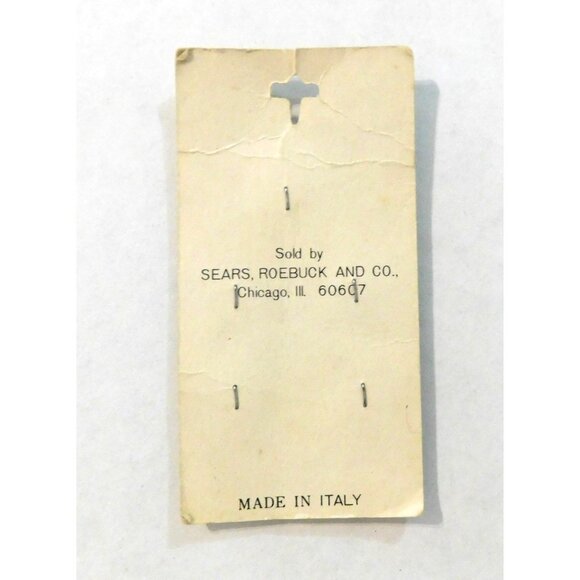 Sold by
SEARS, ROEBUCK AND CO.,
Chicago, Ill. 60607
MADE IN ITALY